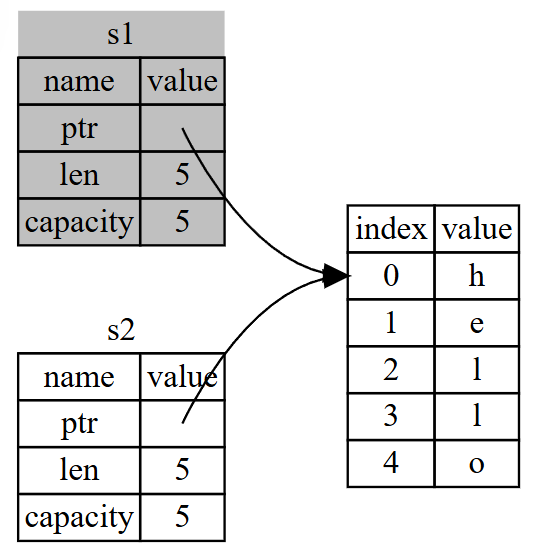 s1
name value
ptr
len 5
capacity 5
s2
name value
ptr
len 5
capacity 5
index value
0 h
1 e
2 l
3 l
4 o